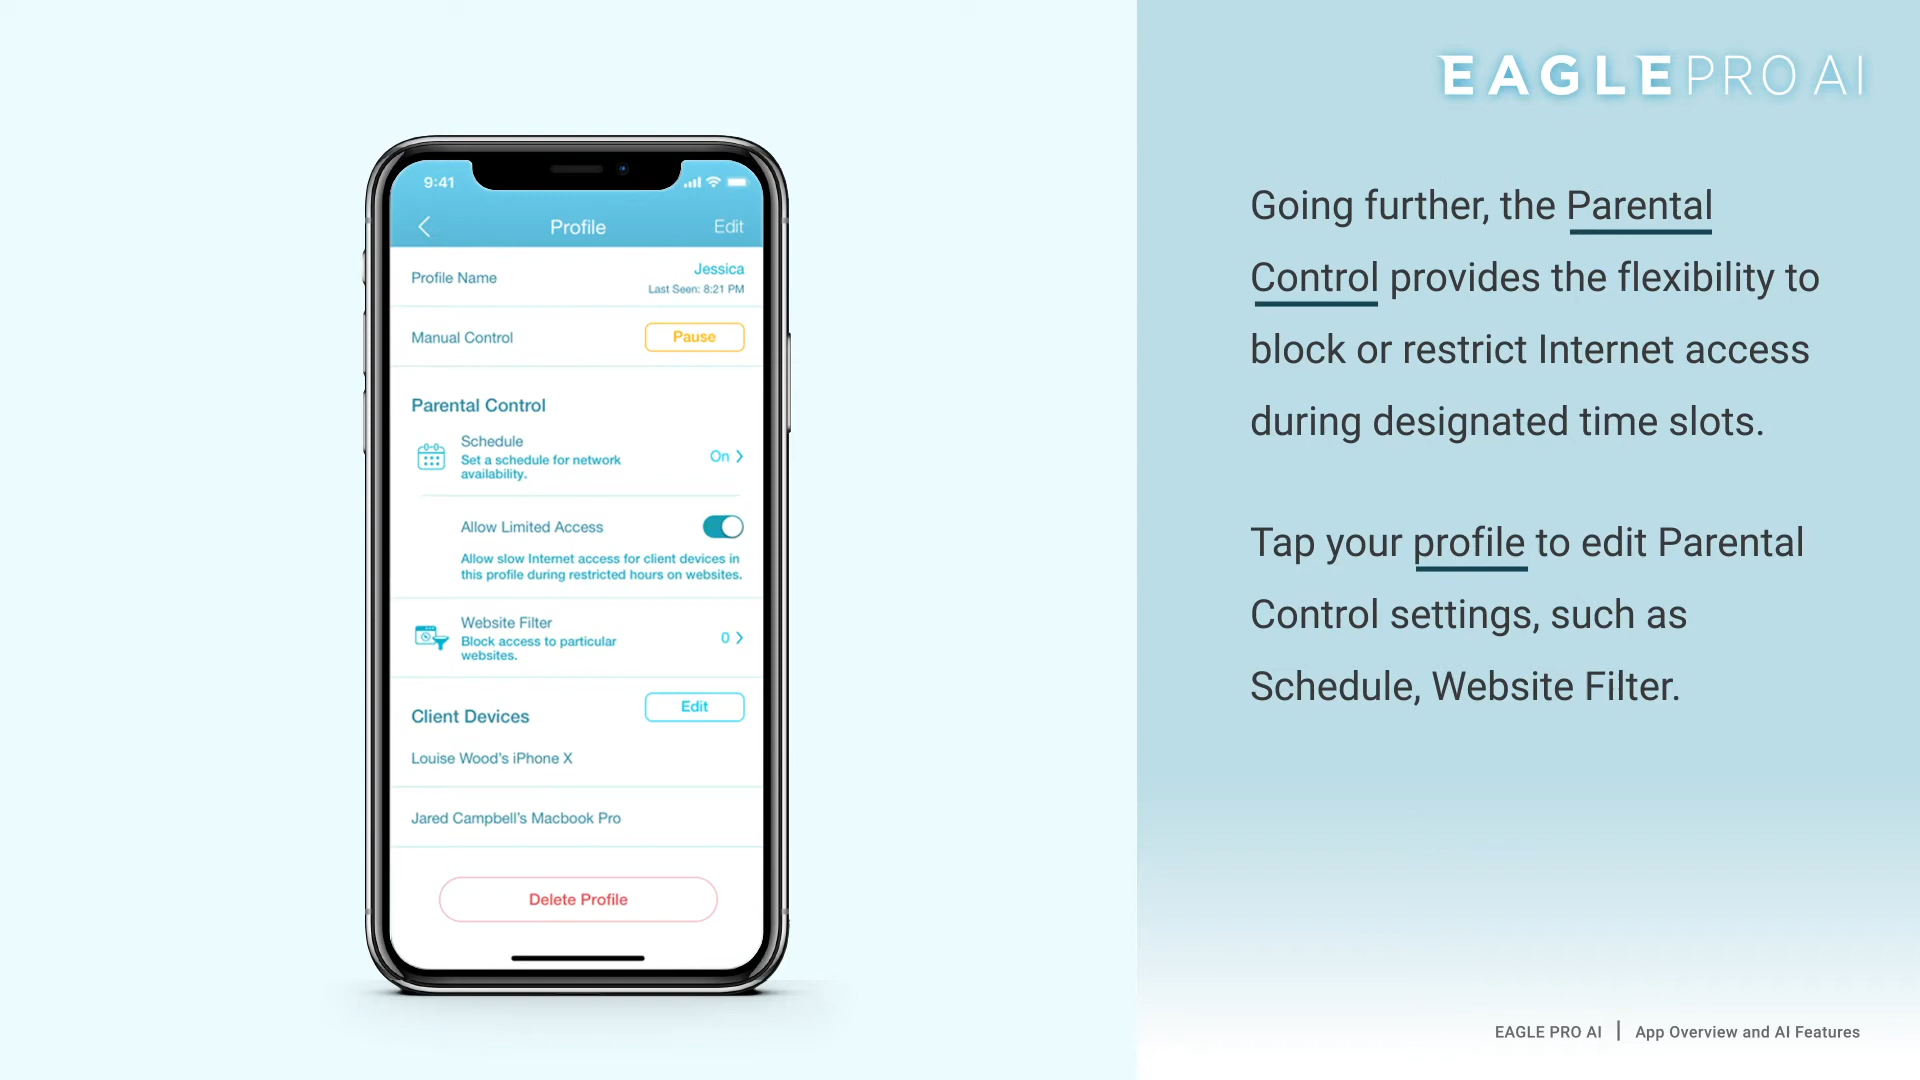 9:41
Profile
Edit
Profile Name
Jessica
Last Seen: 8:21 PM
Manual Control
Pause
Parental Control
Schedule
Set a schedule for network
availability.
On
Allow Limited Access
Allow slow Internet access for client devices in
this profile during restricted hours on websites.
Website Filter
Block access to particular
websites.
0
Client Devices
Edit
Louise Wood's iPhone X
Jared Campbell's Macbook Pro
Delete Profile
EAGLE PRO AI
Going further, the Parental
Control provides the flexibility to
block or restrict Internet access
during designated time slots.
Tap your profile to edit Parental
Control settings, such as
Schedule, Website Filter.
EAGLE PRO AI | App Overview and AI Features